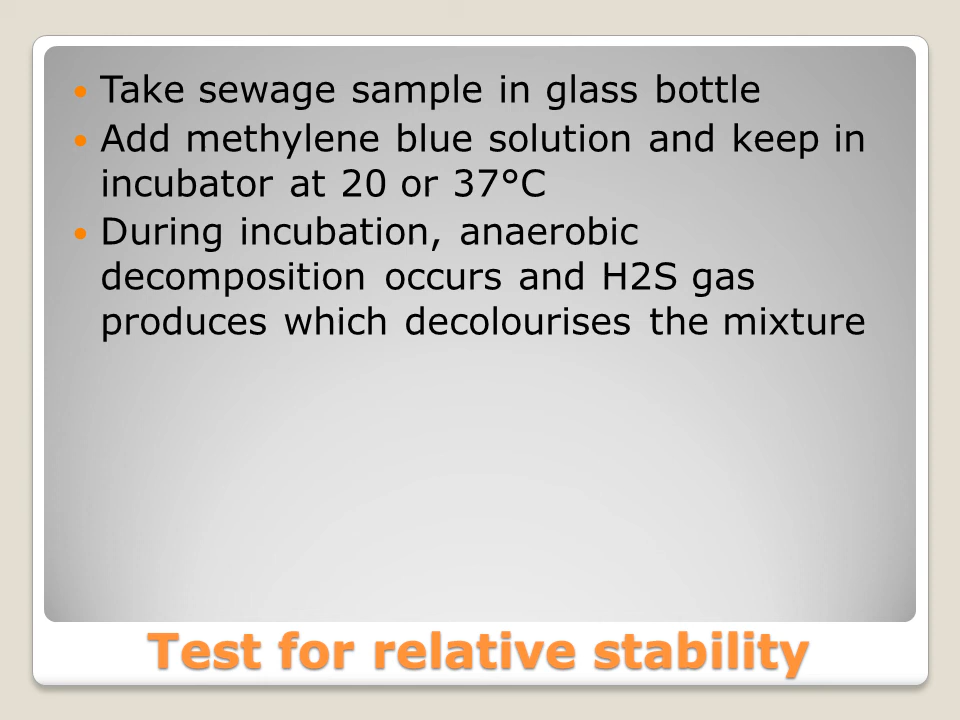 • Take sewage sample in glass bottle
• Add methylene blue solution and keep in
incubator at 20 or 37°C
• During incubation, anaerobic
decomposition occurs and H2S gas
produces which decolourises the mixture
Test for relative stability